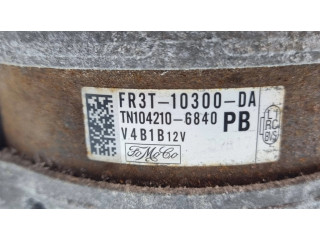 FR3T-10300-DA
TN104210-6840 PB
V4B1B12V
FoMoCo